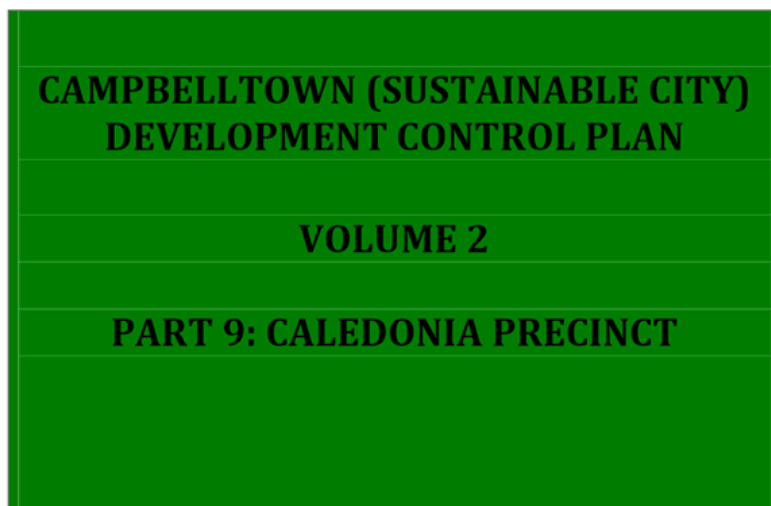 CAMPBELLTOWN (SUSTAINABLE CITY)
DEVELOPMENT CONTROL PLAN
VOLUME 2
PART 9: CALEDONIA PRECINCT